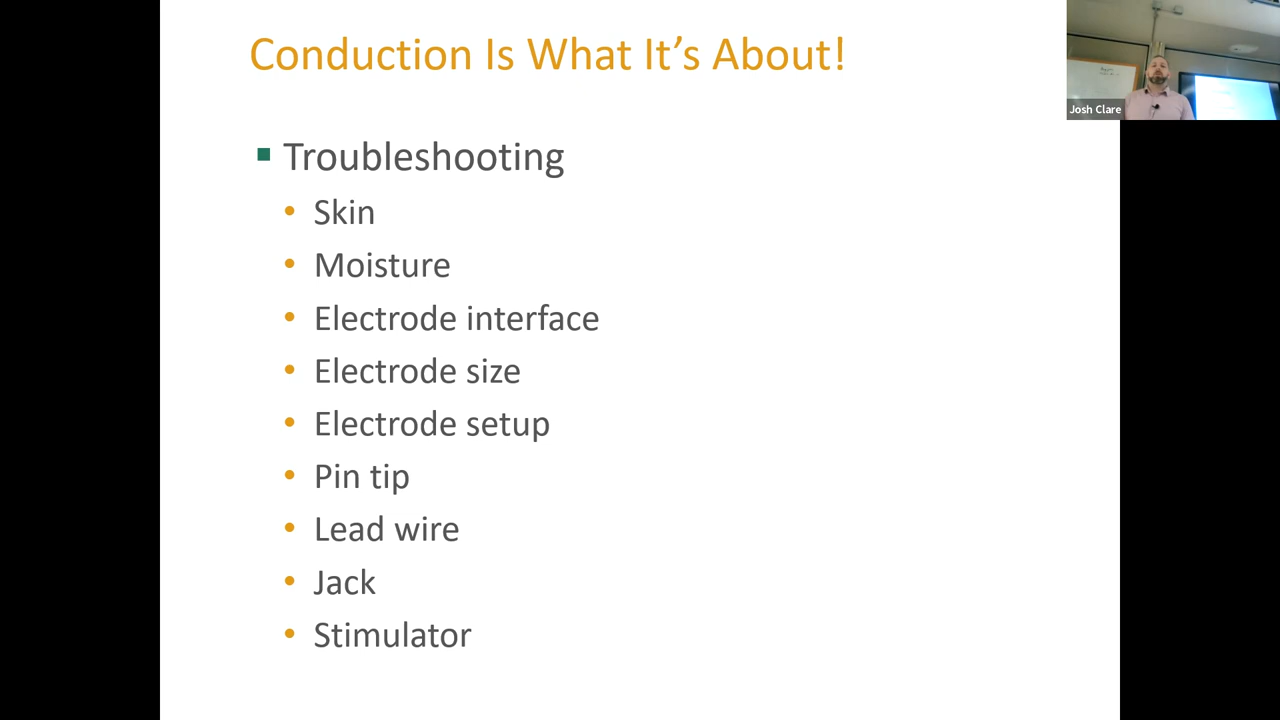 Conduction Is What It’s About!
Josh Clare
Troubleshooting
Skin
Moisture
Electrode interface
Electrode size
Electrode setup
Pin tip
Lead wire
Jack
Stimulator